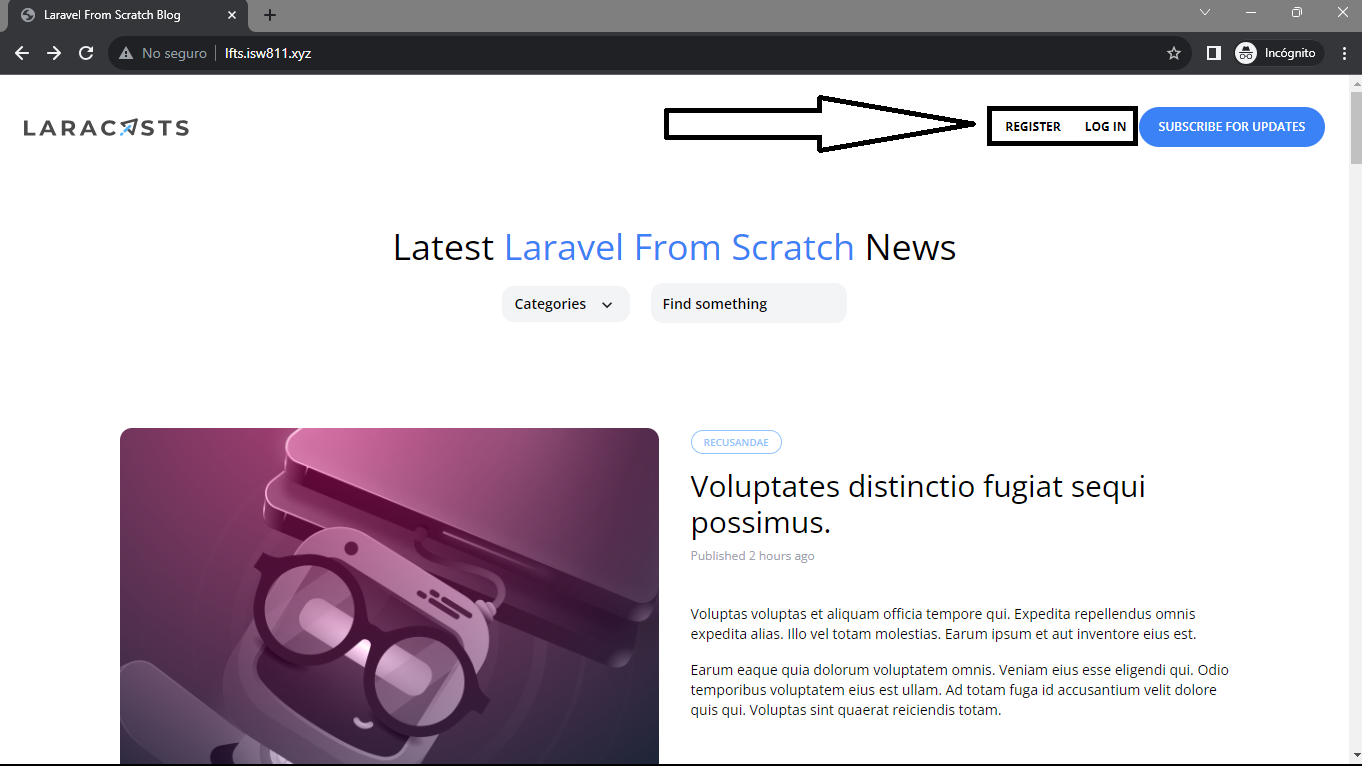 Laravel From Scratch Blog
No seguro
lfts.isw811.xyz
Incógnito
LARACASTS
REGISTER
LOG IN
SUBSCRIBE FOR UPDATES
Latest Laravel From Scratch News
Categories
Find something
RECUSANDAE
Voluptates distinctio fugiat sequi
possimus.
Published 2 hours ago
Voluptas voluptas et aliquam officia tempore qui. Expedita repellendus omnis
expedita alias. Illo vel totam molestias. Earum ipsum et aut inventore eius est.
Earum eaque quia dolorum voluptatem omnis. Veniam eius esse eligendi qui. Odio
temporibus voluptatem eius est ullam. Ad totam fuga id accusantium velit dolore
quis qui. Voluptas sint quaerat reiciendis totam.